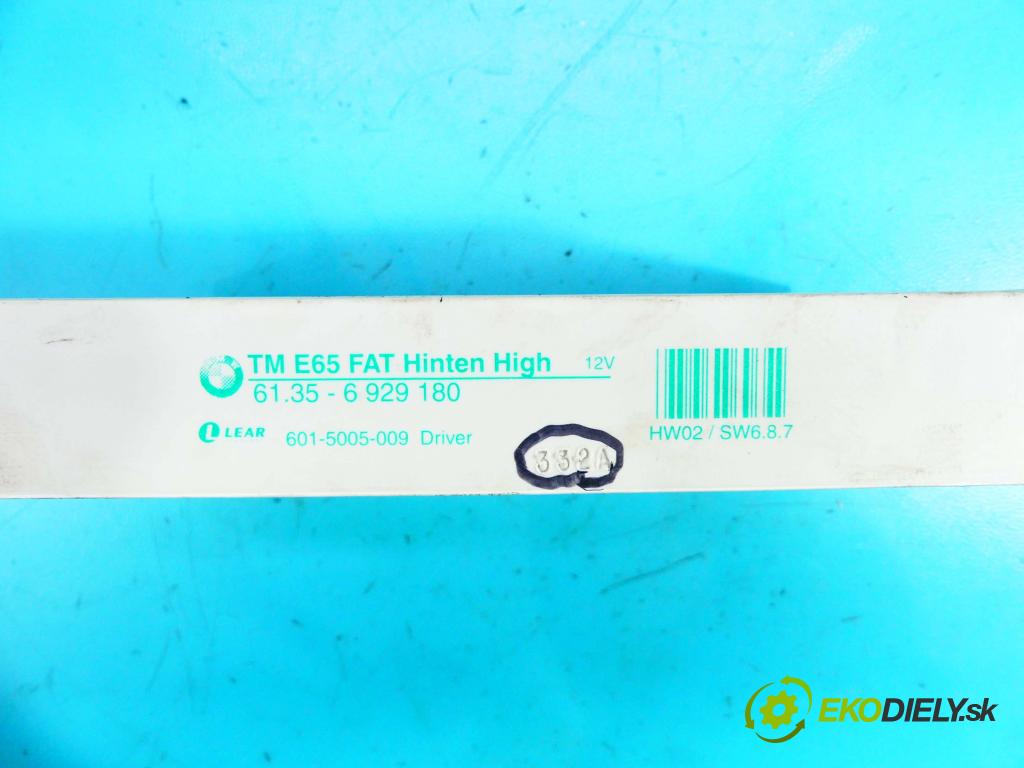 TM E65 FAT Hinten High 12V
61.35 - 6 929 180
LEAR 601-5005-009 Driver
HW02 / SW6.8.7
332A
EKODIELY.sk